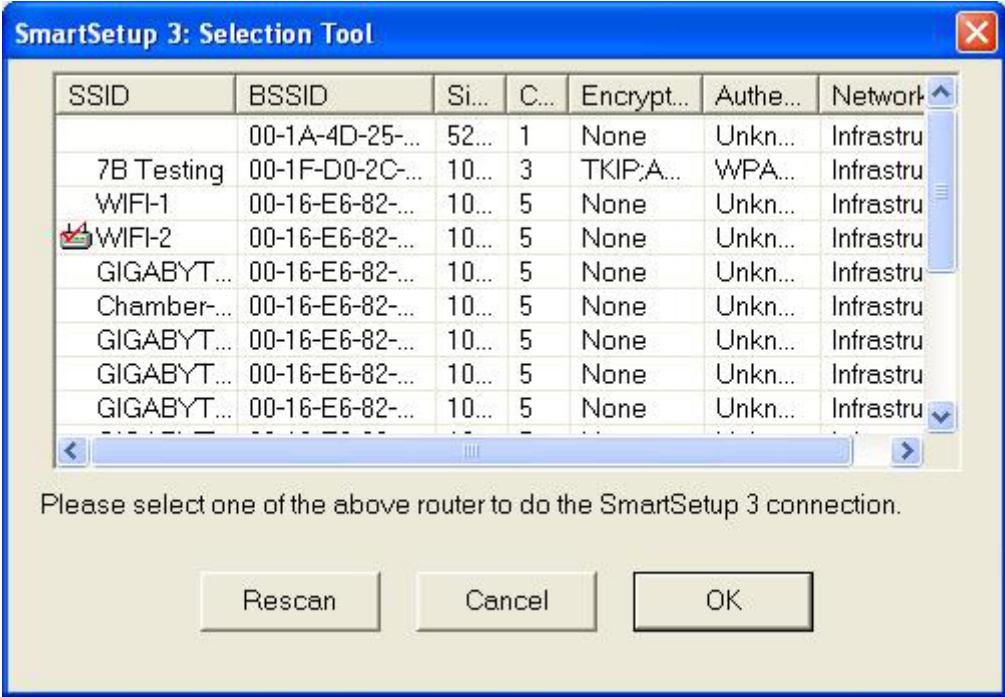 SmartSetup 3: Selection Tool
SSID BSSID Si... C... Encrypt... Authe... Network
00-1A-4D-25-... 52... 1 None Unkn... Infrastru
7B Testing 00-1F-D0-2C-... 10... 3 TKIP;A... WPA... Infrastru
WIFI-1 00-16-E6-82-... 10... 5 None Unkn... Infrastru
WIFI-2 00-16-E6-82-... 10... 5 None Unkn... Infrastru
GIGABYT... 00-16-E6-82-... 10... 5 None Unkn... Infrastru
Chamber-... 00-16-E6-82-... 10... 5 None Unkn... Infrastru
GIGABYT... 00-16-E6-82-... 10... 5 None Unkn... Infrastru
GIGABYT... 00-16-E6-82-... 10... 5 None Unkn... Infrastru
GIGABYT... 00-16-E6-82-... 10... 5 None Unkn... Infrastru
Please select one of the above router to do the SmartSetup 3 connection.
Rescan Cancel OK